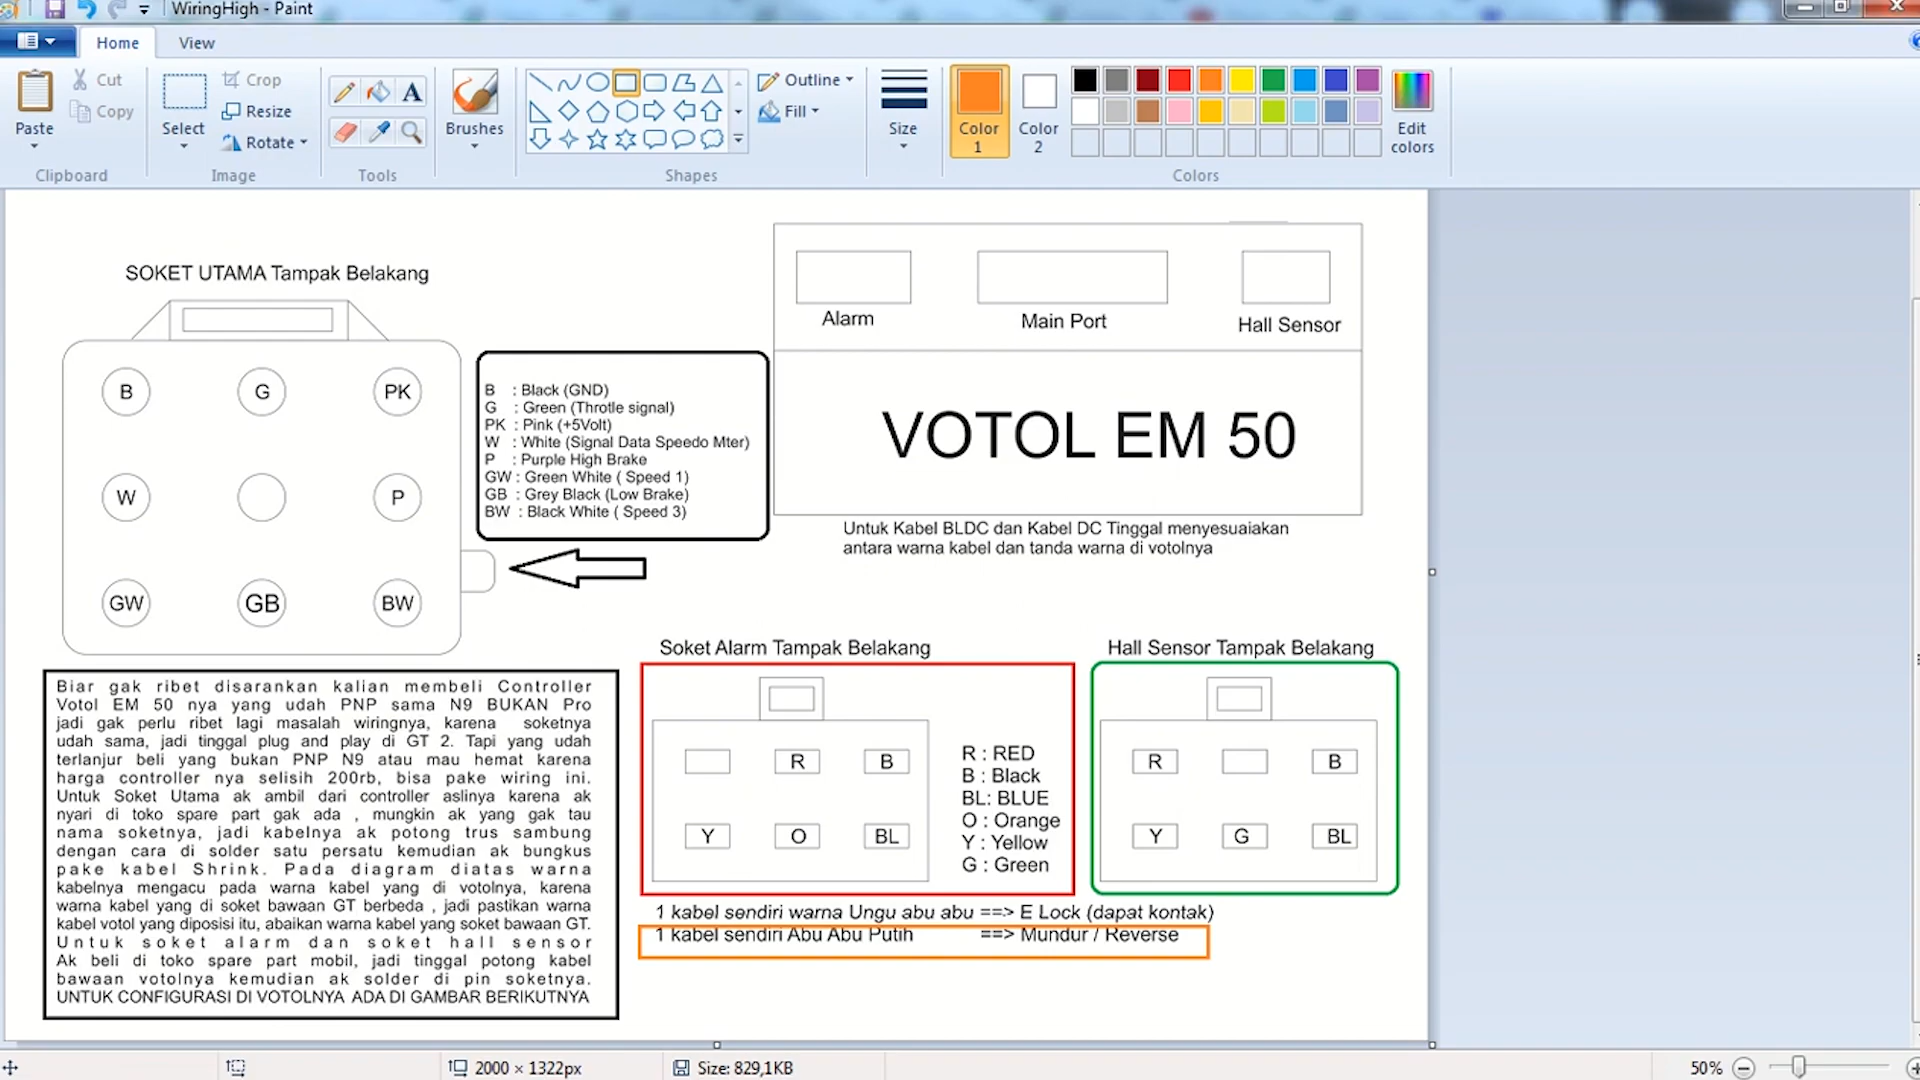 WiringHigh - Paint
Home
View
Cut
Copy
Paste
Clipboard
Select
Crop
Resize
Rotate
Image
A
Tools
Brushes
Outline
Fill
Shapes
Size
Color
1
Color
2
Edit
colors
Colors
SOKET UTAMA Tampak Belakang
B
G
PK
W
P
GW
GB
BW
B : Black (GND)
G : Green (Throtle signal)
PK : Pink (+5Volt)
W : White (Signal Data Speedo Mter)
P : Purple High Brake
GW : Green White ( Speed 1)
GB : Grey Black (Low Brake)
BW : Black White ( Speed 3)
Alarm
Main Port
Hall Sensor
VOTOL EM 50
Untuk Kabel BLDC dan Kabel DC Tinggal menyesuaiakan
antara warna kabel dan tanda warna di votolnya
Biar gak ribet disarankan kalian membeli Controller
Votol EM 50 nya yang udah PNP sama N9 BUKAN Pro
jadi gak perlu ribet lagi masalah wiringnya, karena soketnya
udah sama, jadi tinggal plug and play di GT 2. Tapi yang udah
terlanjur beli yang bukan PNP N9 atau mau hemat karena
harga controller nya selisih 200rb, bisa pake wiring ini.
Untuk Soket Utama ak ambil dari controller aslinya karena ak
nyari di toko spare part gak ada , mungkin ak yang gak tau
nama soketnya, jadi kabelnya ak potong trus sambung
dengan cara di solder satu persatu kemudian ak bungkus
pake kabel Shrink. Pada diagram diatas warna
kabelnya mengacu pada warna kabel yang di votolnya, karena
warna kabel yang di soket bawaan GT berbeda , jadi pastikan warna
kabel votol yang diposisi itu, abaikan warna kabel yang soket bawaan GT.
Untuk soket alarm dan soket hall sensor
Ak beli di toko spare part mobil, jadi tinggal potong kabel
bawaan votolnya kemudian ak solder di pin soketnya.
UNTUK CONFIGURASI DI VOTOLNYA ADA DI GAMBAR BERIKUTNYA
Soket Alarm Tampak Belakang
R
B
Y
O
BL
R : RED
B : Black
BL: BLUE
O : Orange
Y : Yellow
G : Green
Hall Sensor Tampak Belakang
R
B
Y
G
BL
1 kabel sendiri warna Ungu abu abu ==> E Lock (dapat kontak)
1 kabel sendiri Abu Abu Putih ==> Mundur / Reverse
2000 × 1322px
Size: 829,1KB
50%